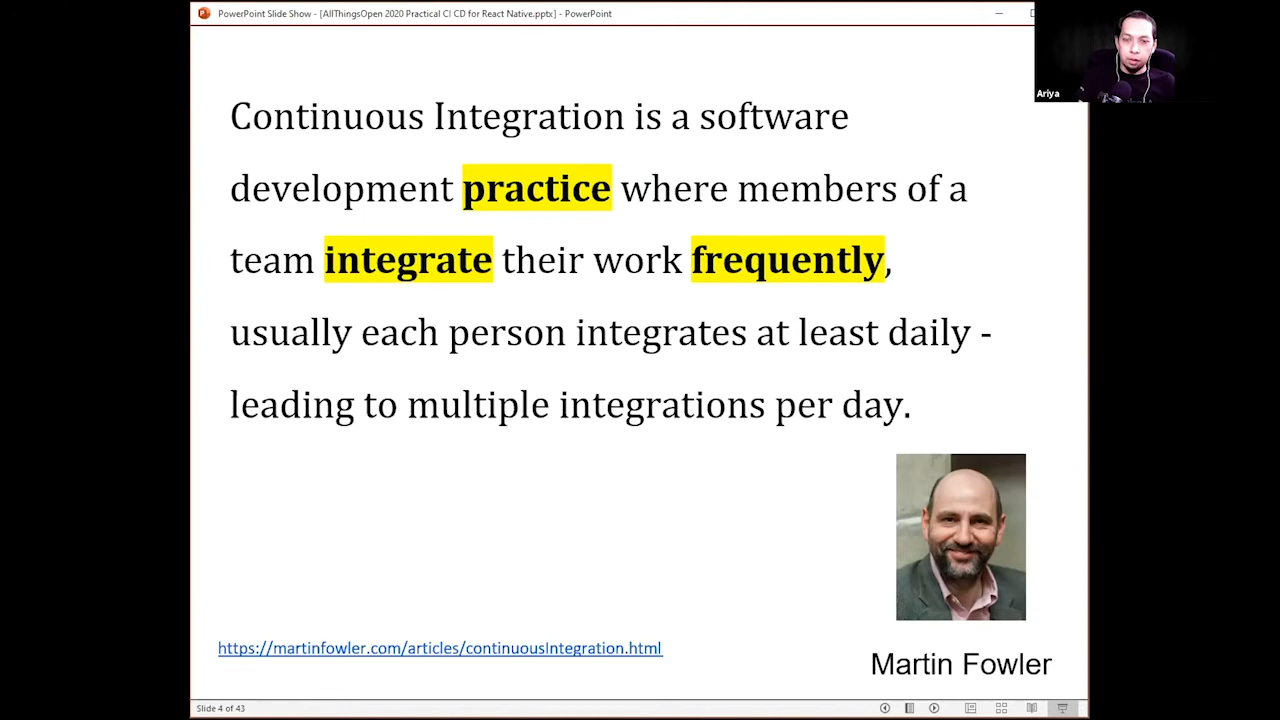 PowerPoint Slide Show - [AllThingsOpen 2020 Practical CI CD for React Native.pptx] - PowerPoint
Ariya
Continuous Integration is a software
development practice where members of a
team integrate their work frequently,
usually each person integrates at least daily -
leading to multiple integrations per day.
https://martinfowler.com/articles/continuousIntegration.html
Martin Fowler
Slide 4 of 43